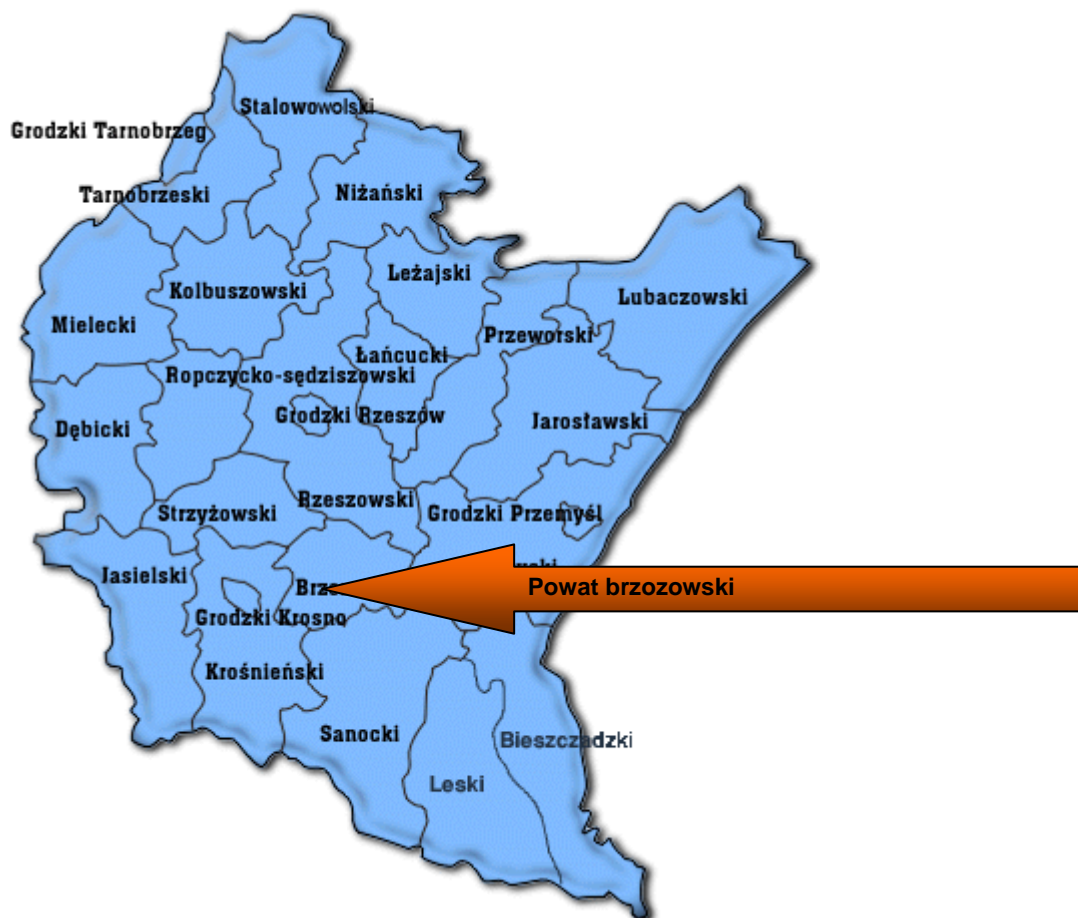 Stalowowolski
Grodzki Tarnobrzeg
Tarnobrzeski
Niżański
Leżajski
Kolbuszowski
Lubaczowski
Mielecki
Przeworski
Łańcucki
Ropczycko-sędziszowski
Grodzki Rzeszów
Jarosławski
Dębicki
Rzeszowski
Strzyżowski
Grodzki Przemyśl
Jasielski
Powat brzozowski
Grodzki Krosno
Krośnieński
Sanocki
Bieszczadzki
Leski